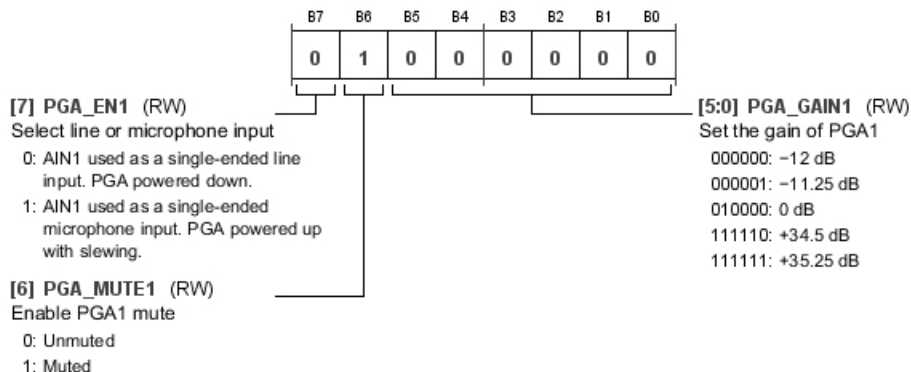 B7 B6 B5 B4 B3 B2 B1 B0
0 1 0 0 0 0 0 0
[7] PGA_EN1 (RW)
Select line or microphone input
0: AIN1 used as a single-ended line
input. PGA powered down.
1: AIN1 used as a single-ended
microphone input. PGA powered up
with slewing.
[6] PGA_MUTE1 (RW)
Enable PGA1 mute
0: Unmuted
1: Muted
[5:0] PGA_GAIN1 (RW)
Set the gain of PGA1
000000: −12 dB
000001: −11.25 dB
010000: 0 dB
111110: +34.5 dB
111111: +35.25 dB